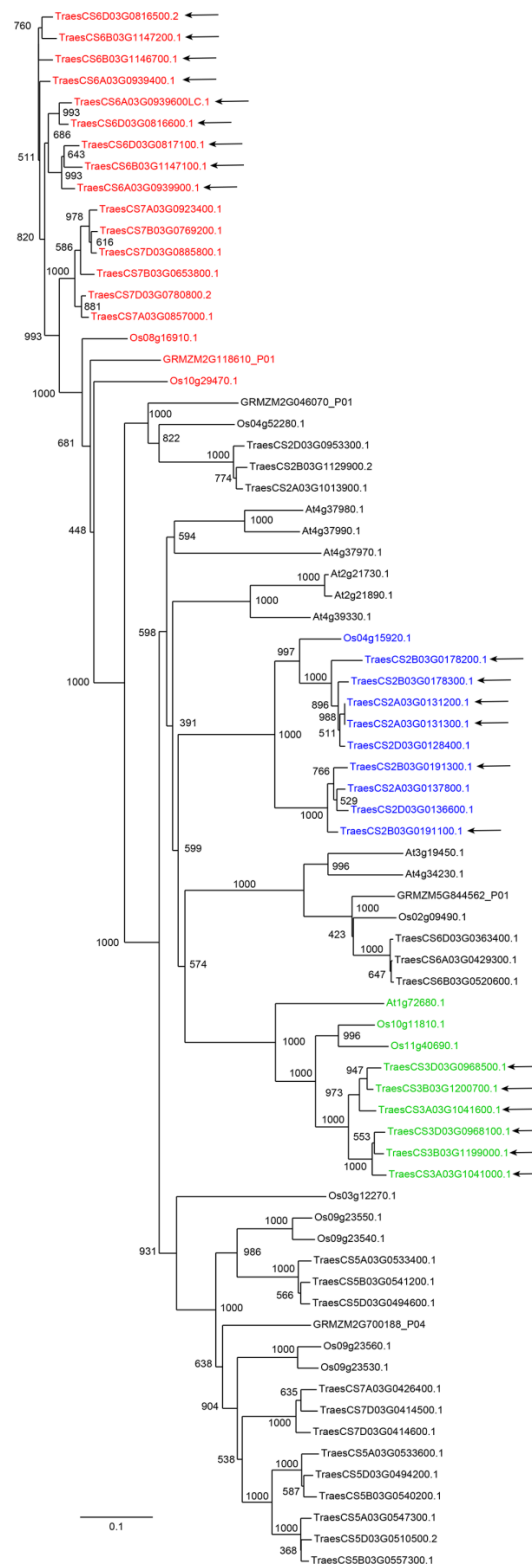 TraesCS6D03G0816500.2
760
TraesCS6B03G1147200.1
TraesCS6B03G1146700.1
TraesCS6A03G0939400.1
TraesCS6A03G0939600LC.1
993
TraesCS6D03G0816600.1
686
TraesCS6D03G0817100.1
511
643
TraesCS6B03G1147100.1
993
TraesCS6A03G0939900.1
TraesCS7A03G0923400.1
978
TraesCS7B03G0769200.1
820
616
586
TraesCS7D03G0885800.1
1000
TraesCS7B03G0653800.1
TraesCS7D03G0780800.2
881
TraesCS7A03G0857000.1
993
Os08g16910.1
GRMZM2G118610_P01
Os10g29470.1
1000
GRMZM2G046070_P01
1000
Os04g52280.1
681
822
TraesCS2D03G0953300.1
1000
TraesCS2B03G1129900.2
774
TraesCS2A03G1013900.1
At4g37980.1
1000
448
At4g37990.1
594
At4g37970.1
At2g21730.1
1000
At2g21890.1
1000
At4g39330.1
598
Os04g15920.1
997
TraesCS2B03G0178200.1
1000
1000
TraesCS2B03G0178300.1
896
TraesCS2A03G0131200.1
988
391
TraesCS2A03G0131300.1
511
1000
TraesCS2D03G0128400.1
TraesCS2B03G0191300.1
766
TraesCS2A03G0137800.1
529
TraesCS2D03G0136600.1
1000
TraesCS2B03G0191100.1
599
At3g19450.1
996
At4g34230.1
1000
GRMZM5G844562_P01
1000
Os02g09490.1
423
TraesCS6D03G0363400.1
1000
1000
TraesCS6A03G0429300.1
574
647
TraesCS6B03G0520600.1
At1g72680.1
Os10g11810.1
996
1000
Os11g40690.1
TraesCS3D03G0968500.1
947
1000
TraesCS3B03G1200700.1
973
TraesCS3A03G1041600.1
1000
TraesCS3D03G0968100.1
553
TraesCS3B03G1199000.1
1000
TraesCS3A03G1041000.1
Os03g12270.1
Os09g23550.1
1000
Os09g23540.1
931
986
TraesCS5A03G0533400.1
1000
TraesCS5B03G0541200.1
566
TraesCS5D03G0494600.1
1000
GRMZM2G700188_P04
Os09g23560.1
1000
638
Os09g23530.1
TraesCS7A03G0426400.1
635
904
TraesCS7D03G0414500.1
1000
TraesCS7D03G0414600.1
TraesCS5A03G0533600.1
538
1000
TraesCS5D03G0494200.1
587
TraesCS5B03G0540200.1
1000
TraesCS5A03G0547300.1
1000
TraesCS5D03G0510500.2
0.1
368
TraesCS5B03G0557300.1